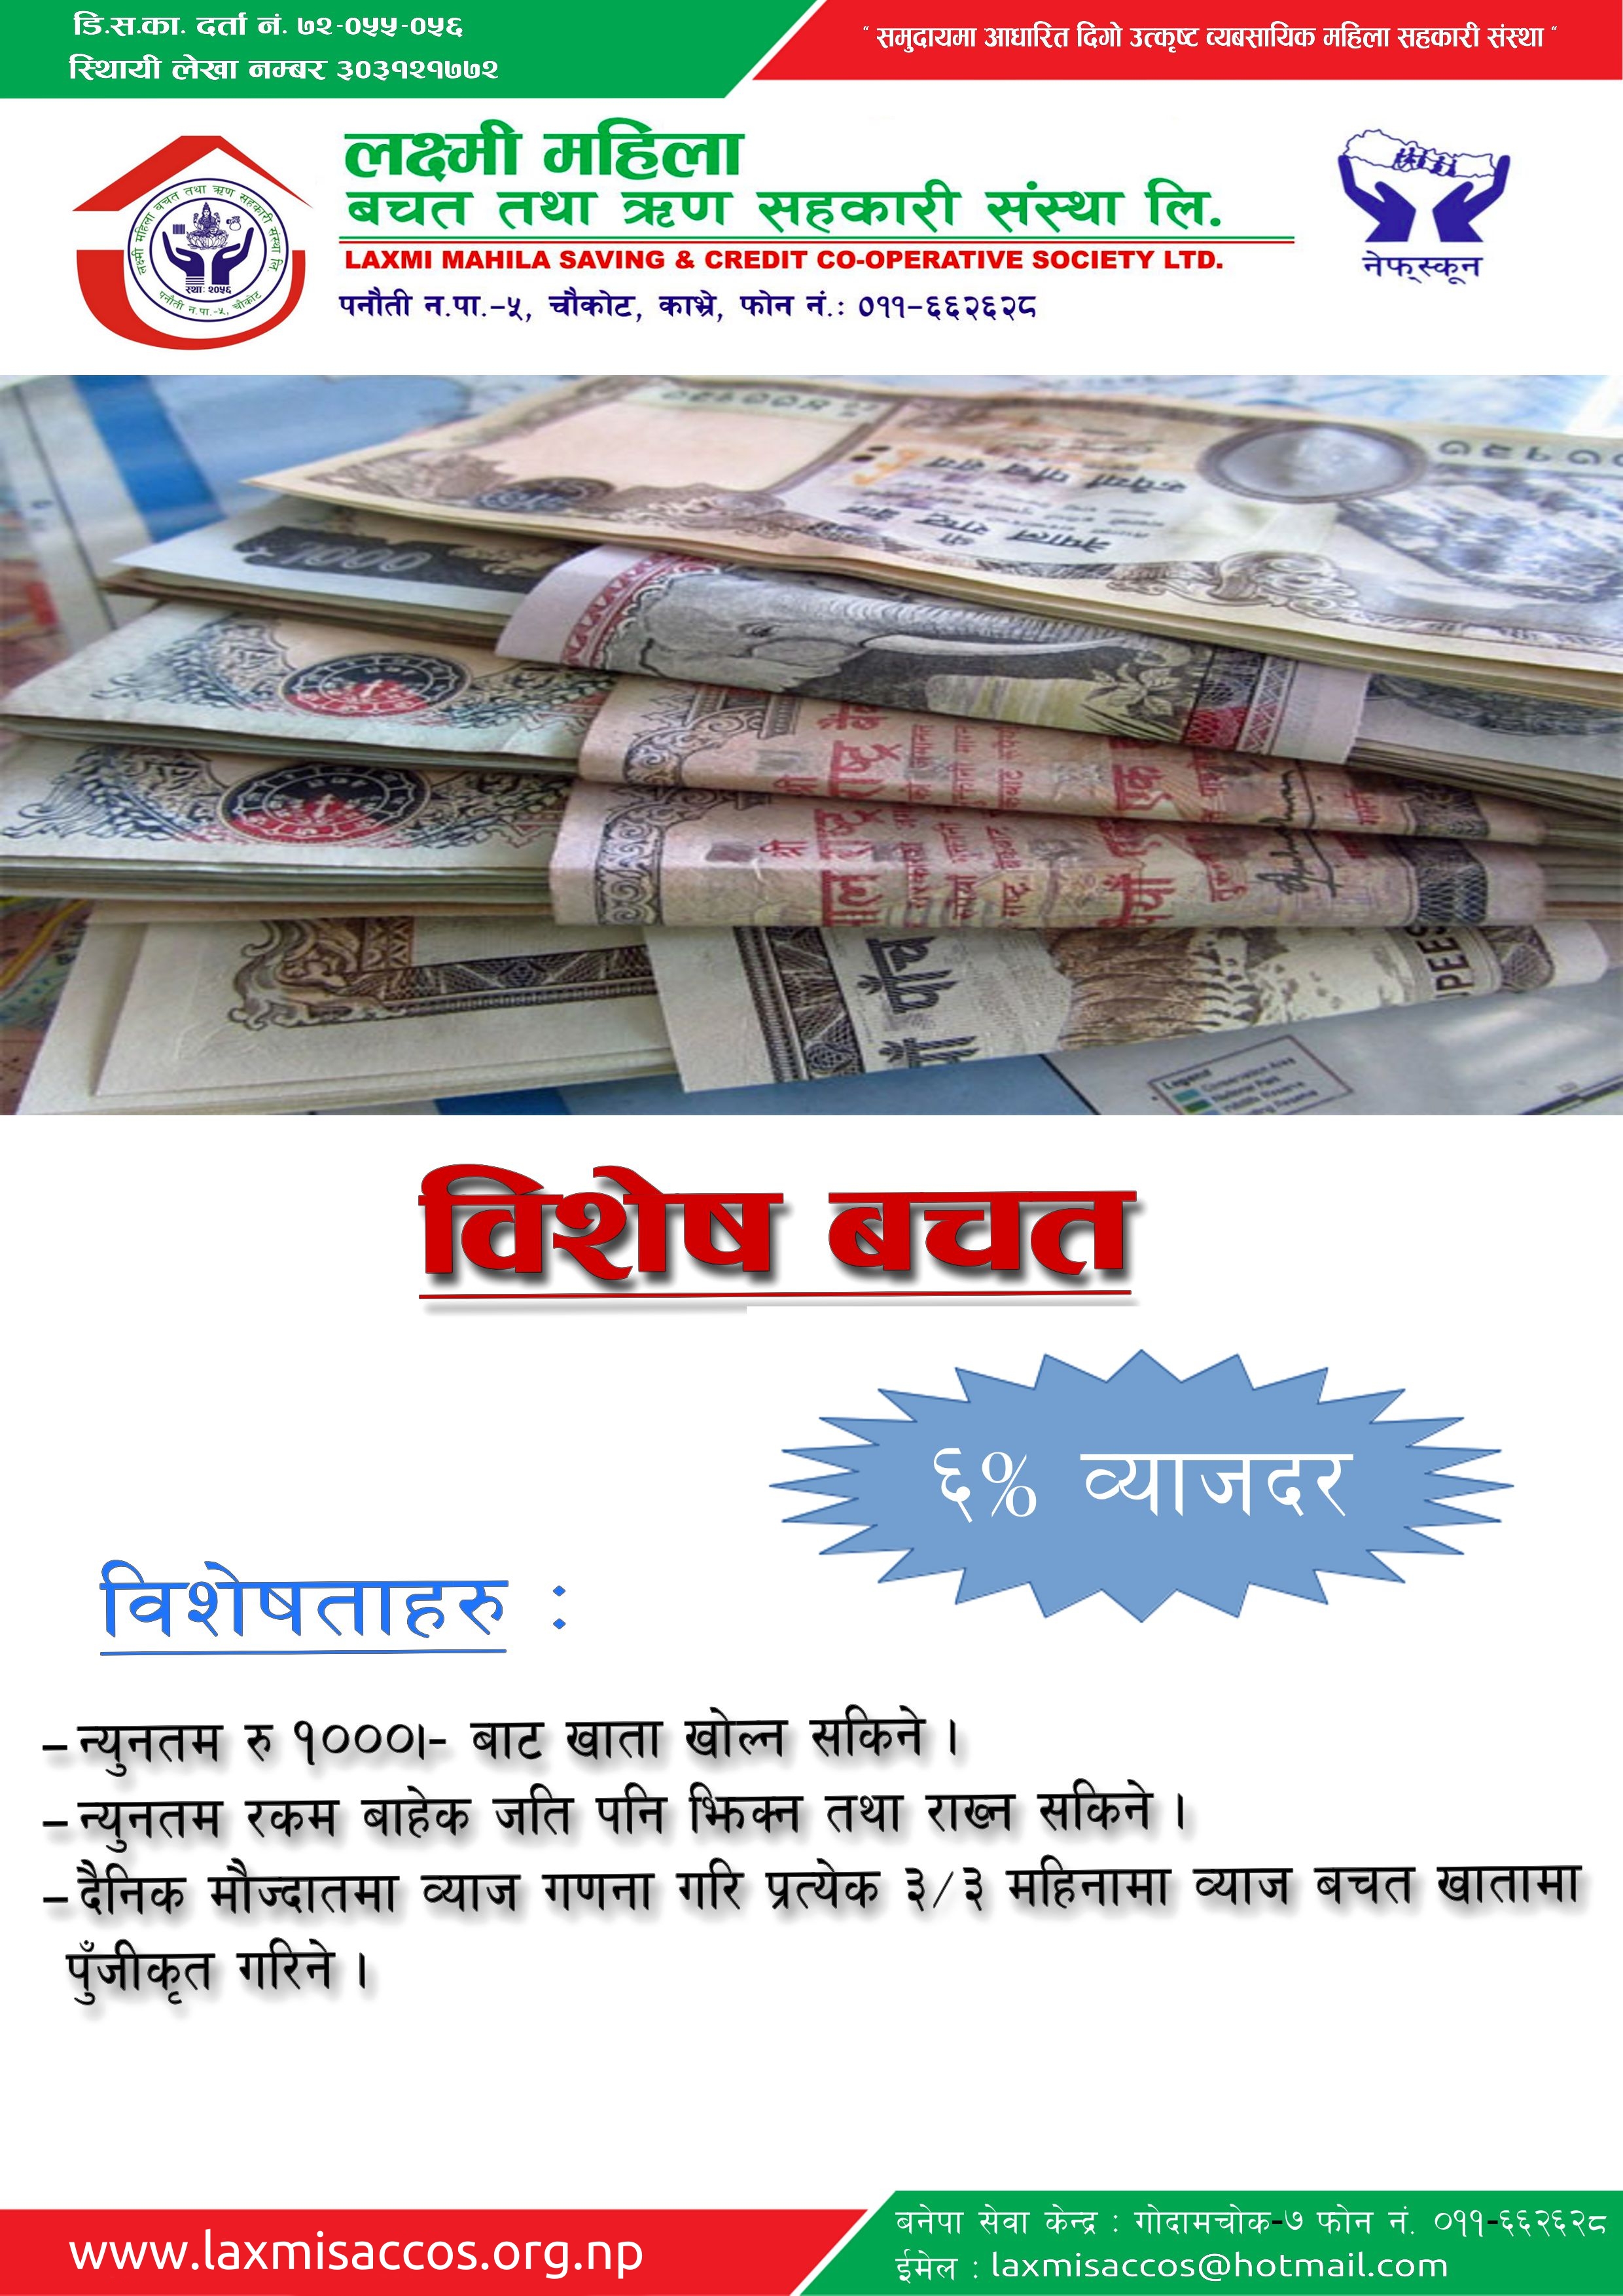 डि.स.का. दर्ता नं. ७२-०५५-०५६
स्थायी लेखा नम्बर ३०३१२१७७२
“ समुदायमा आधारित दिगो उत्कृष्ट व्यबसायिक महिला सहकारी संस्था “
लक्ष्मी महिला
बचत तथा ऋण सहकारी संस्था लि.
LAXMI MAHILA SAVING & CREDIT CO-OPERATIVE SOCIETY LTD.
पनौती न.पा.-५, चौकोट, काभ्रे, फोन नं.: ०११-६६२६२८
लक्ष्मी महिला बचत तथा ऋण सहकारी संस्था लि.
स्था: २०५६
पनौती न.पा.-५, चौकोट
नेफ्स्कून
1000
विशेष बचत
६% व्याजदर
विशेषताहरु :
–न्युनतम रु १०००।- बाट खाता खोल्न सकिने ।
–न्युनतम रकम बाहेक जति पनि झिक्न तथा राख्न सकिने ।
–दैनिक मौज्दातमा व्याज गणना गरि प्रत्येक ३/३ महिनामा व्याज बचत खातामा
पुँजीकृत गरिने ।
www.laxmisaccos.org.np
बनेपा सेवा केन्द्र : गोदामचोक-७ फोन नं. ०११-६६२६२८
ईमेल : laxmisaccos@hotmail.com